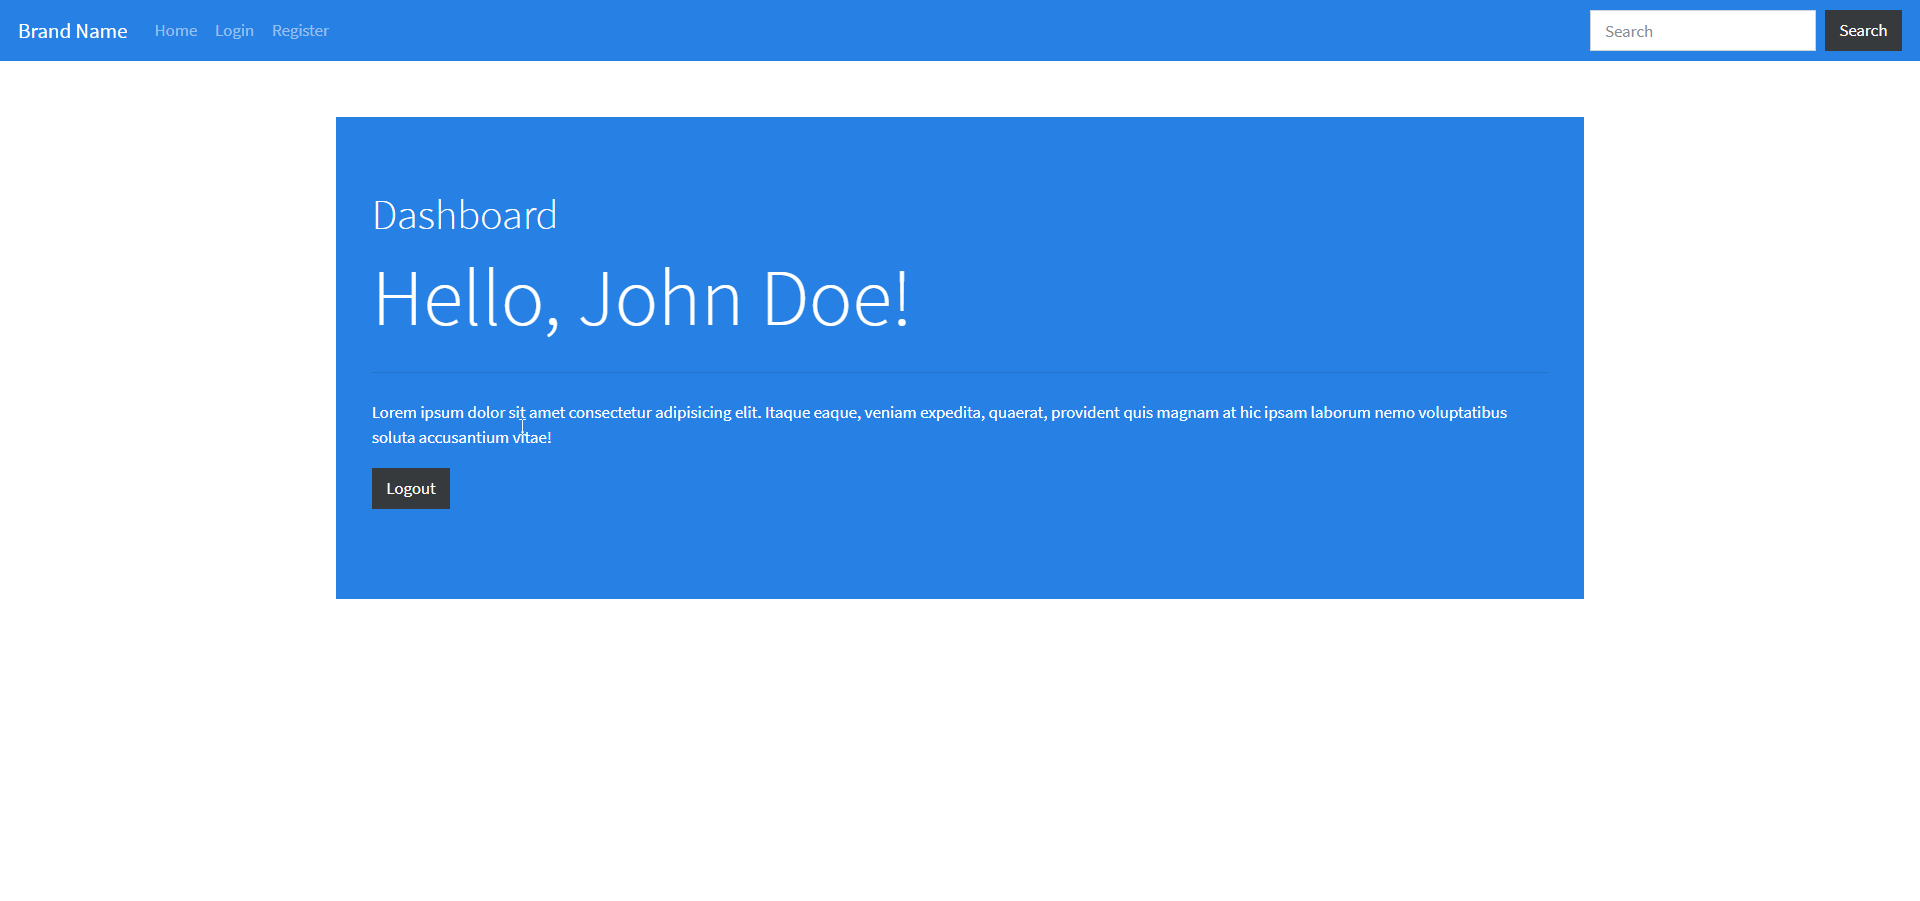 Brand Name Home Login Register Search Search
Dashboard
Hello, John Doe!
Lorem ipsum dolor sit amet consectetur adipisicing elit. Itaque eaque, veniam expedita, quaerat, provident quis magnam at hic ipsam laborum nemo voluptatibus
soluta accusantium vitae!
Logout